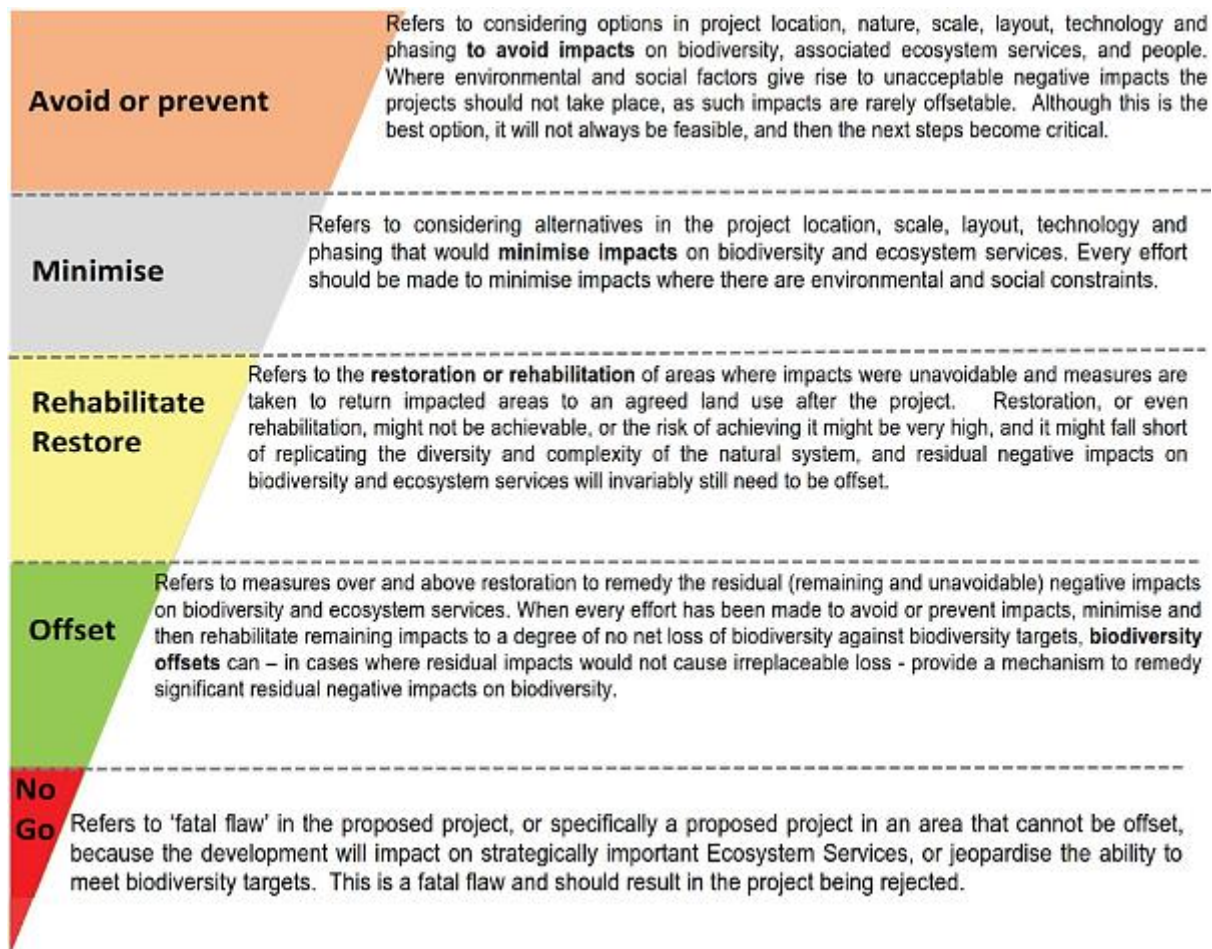 Refers to considering options in project location, nature, scale, layout, technology and
phasing to avoid impacts on biodiversity, associated ecosystem services, and people.
Where environmental and social factors give rise to unacceptable negative impacts the
projects should not take place, as such impacts are rarely offsetable. Although this is the
best option, it will not always be feasible, and then the next steps become critical.
Avoid or prevent
Refers to considering alternatives in the project location, scale, layout, technology and
phasing that would minimise impacts on biodiversity and ecosystem services. Every effort
should be made to minimise impacts where there are environmental and social constraints.
Minimise
Refers to the restoration or rehabilitation of areas where impacts were unavoidable and measures are
taken to return impacted areas to an agreed land use after the project. Restoration, or even
rehabilitation, might not be achievable, or the risk of achieving it might be very high, and it might fall short
of replicating the diversity and complexity of the natural system, and residual negative impacts on
biodiversity and ecosystem services will invariably still need to be offset.
Rehabilitate
Restore
Refers to measures over and above restoration to remedy the residual (remaining and unavoidable) negative impacts
on biodiversity and ecosystem services. When every effort has been made to avoid or prevent impacts, minimise and
then rehabilitate remaining impacts to a degree of no net loss of biodiversity against biodiversity targets, biodiversity
offsets can – in cases where residual impacts would not cause irreplaceable loss - provide a mechanism to remedy
significant residual negative impacts on biodiversity.
Offset
No
Go
Refers to ‘fatal flaw’ in the proposed project, or specifically a proposed project in an area that cannot be offset,
because the development will impact on strategically important Ecosystem Services, or jeopardise the ability to
meet biodiversity targets. This is a fatal flaw and should result in the project being rejected.